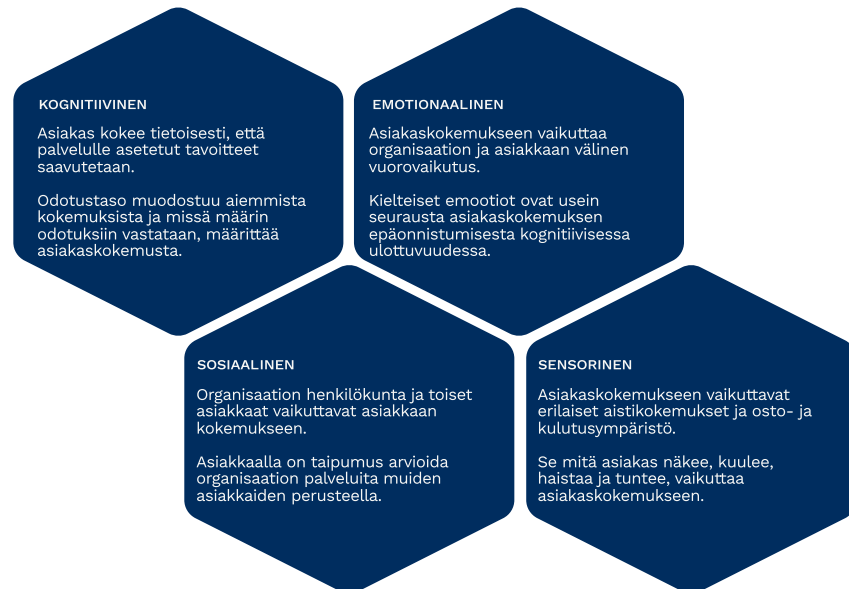 KOGNITIIVINEN
Asiakas kokee tietoisesti, että
palvelulle asetetut tavoitteet
saavutetaan.
Odotustaso muodostuu aiemmista
kokemuksista ja missä määrin
odotuksiin vastataan, määrittää
asiakaskokemusta.
EMOTIONAALINEN
Asiakaskokemukseen vaikuttaa
organisaation ja asiakkaan välinen
vuorovaikutus.
Kielteiset emootiot ovat usein
seurausta asiakaskokemuksen
epäonnistumisesta kognitiivisessa
ulottuvuudessa.
SOSIAALINEN
Organisaation henkilökunta ja toiset
asiakkaat vaikuttavat asiakkaan
kokemukseen.
Asiakkaalla on taipumus arvioida
organisaation palveluita muiden
asiakkaiden perusteella.
SENSORINEN
Asiakaskokemukseen vaikuttavat
erilaiset aistikokemukset ja osto- ja
kulutusympäristö.
Se mitä asiakas näkee, kuulee,
haistaa ja tuntee, vaikuttaa
asiakaskokemukseen.